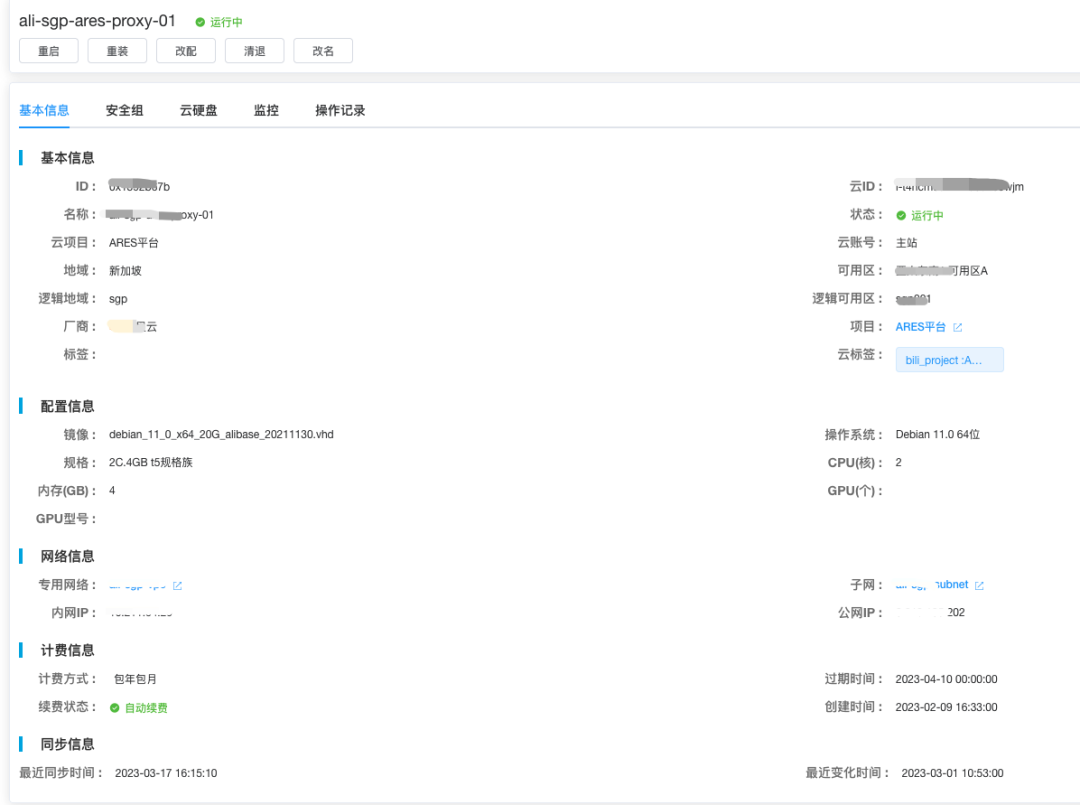 ali-sgp-ares-proxy-01 运行中
重启 重装 改配 清退 改名
基本信息 安全组 云硬盘 监控 操作记录
基本信息
ID： 7b 云ID： wjm
名称： oxy-01 状态： 运行中
云项目： ARES平台 云账号： 主站
地域： 新加坡 可用区： 可用区A
逻辑地域： sgp 逻辑可用区：
厂商： 云 项目： ARES平台
标签： 云标签： bili_project :A...
配置信息
镜像： debian_11_0_x64_20G_alibase_20211130.vhd 操作系统： Debian 11.0 64位
规格： 2C.4GB t5规格族 CPU(核)： 2
内存(GB)： 4 GPU(个)：
GPU型号：
网络信息
专用网络： 子网： subnet
内网IP： 公网IP： 202
计费信息
计费方式： 包年包月 过期时间： 2023-04-10 00:00:00
续费状态： 自动续费 创建时间： 2023-02-09 16:33:00
同步信息
最近同步时间： 2023-03-17 16:15:10 最近变化时间： 2023-03-01 10:53:00